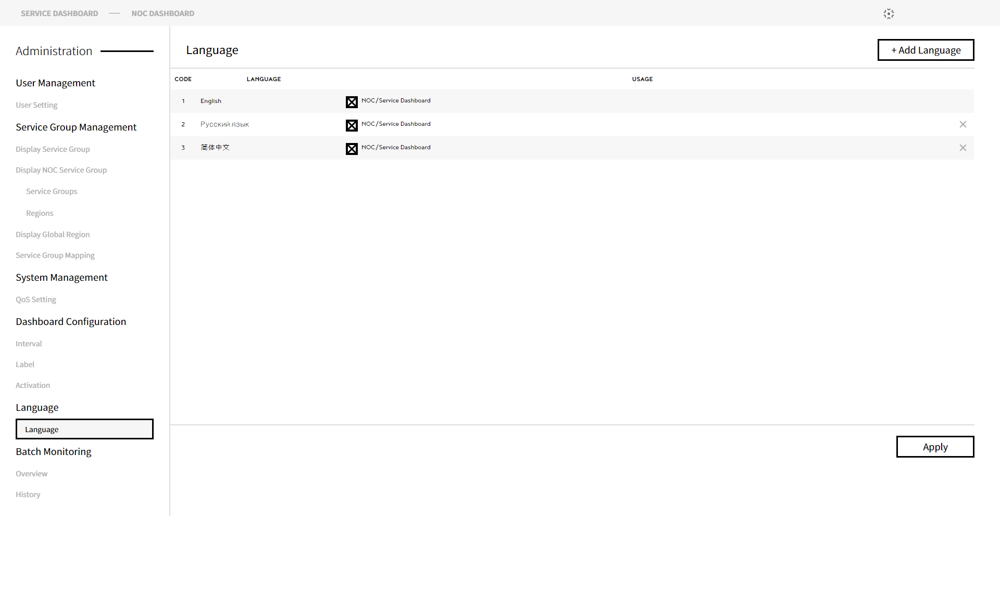 SERVICE DASHBOARD — NOC DASHBOARD
Administration
User Management
User Setting
Service Group Management
Display Service Group
Display NOC Service Group
Service Groups
Regions
Display Global Region
Service Group Mapping
System Management
QoS Setting
Dashboard Configuration
Interval
Label
Activation
Language
Language
Batch Monitoring
Overview
History
Language
+ Add Language
CODE LANGUAGE USAGE
1 English NOC/Service Dashboard
2 Русский язык NOC/Service Dashboard
3 简体中文 NOC/Service Dashboard
Apply